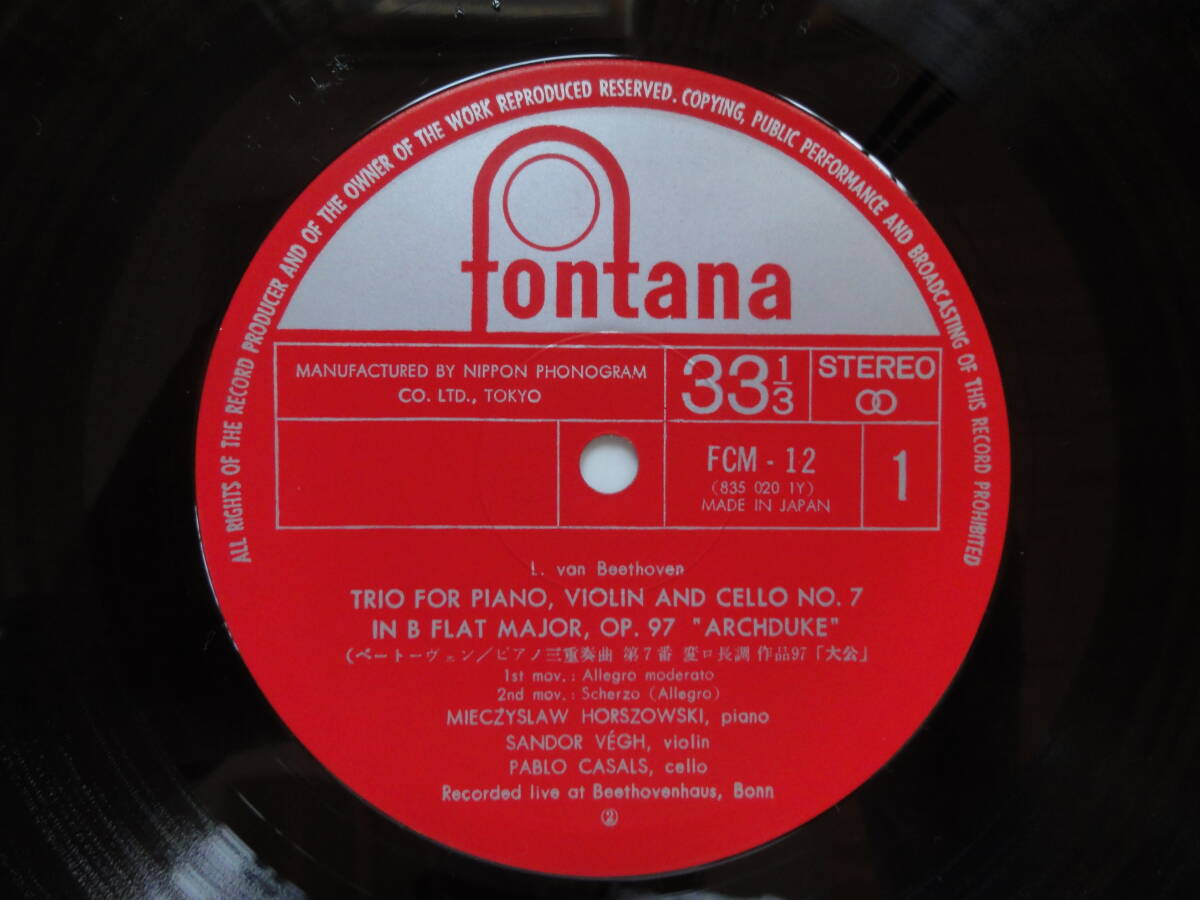 ALL RIGHTS OF THE RECORD PRODUCER AND OF THE OWNER OF THE WORK REPRODUCED RESERVED. COPYING, PUBLIC PERFORMANCE AND BROADCASTING OF THIS RECORD PROHIBITED
fontana
MANUFACTURED BY NIPPON PHONOGRAM
CO. LTD., TOKYO
33 1/3
STEREO
FCM - 12
(835 020 1Y)
MADE IN JAPAN
1
L. van Beethoven
TRIO FOR PIANO, VIOLIN AND CELLO NO. 7
IN B FLAT MAJOR, OP. 97 "ARCHDUKE"
(ベートーヴェン/ピアノ三重奏曲 第7番 変ロ長調 作品97「大公」
1st mov.: Allegro moderato
2nd mov.: Scherzo (Allegro)
MIECZYSLAW HORSZOWSKI, piano
SANDOR VÉGH, violin
PABLO CASALS, cello
Recorded live at Beethovenhaus, Bonn
②